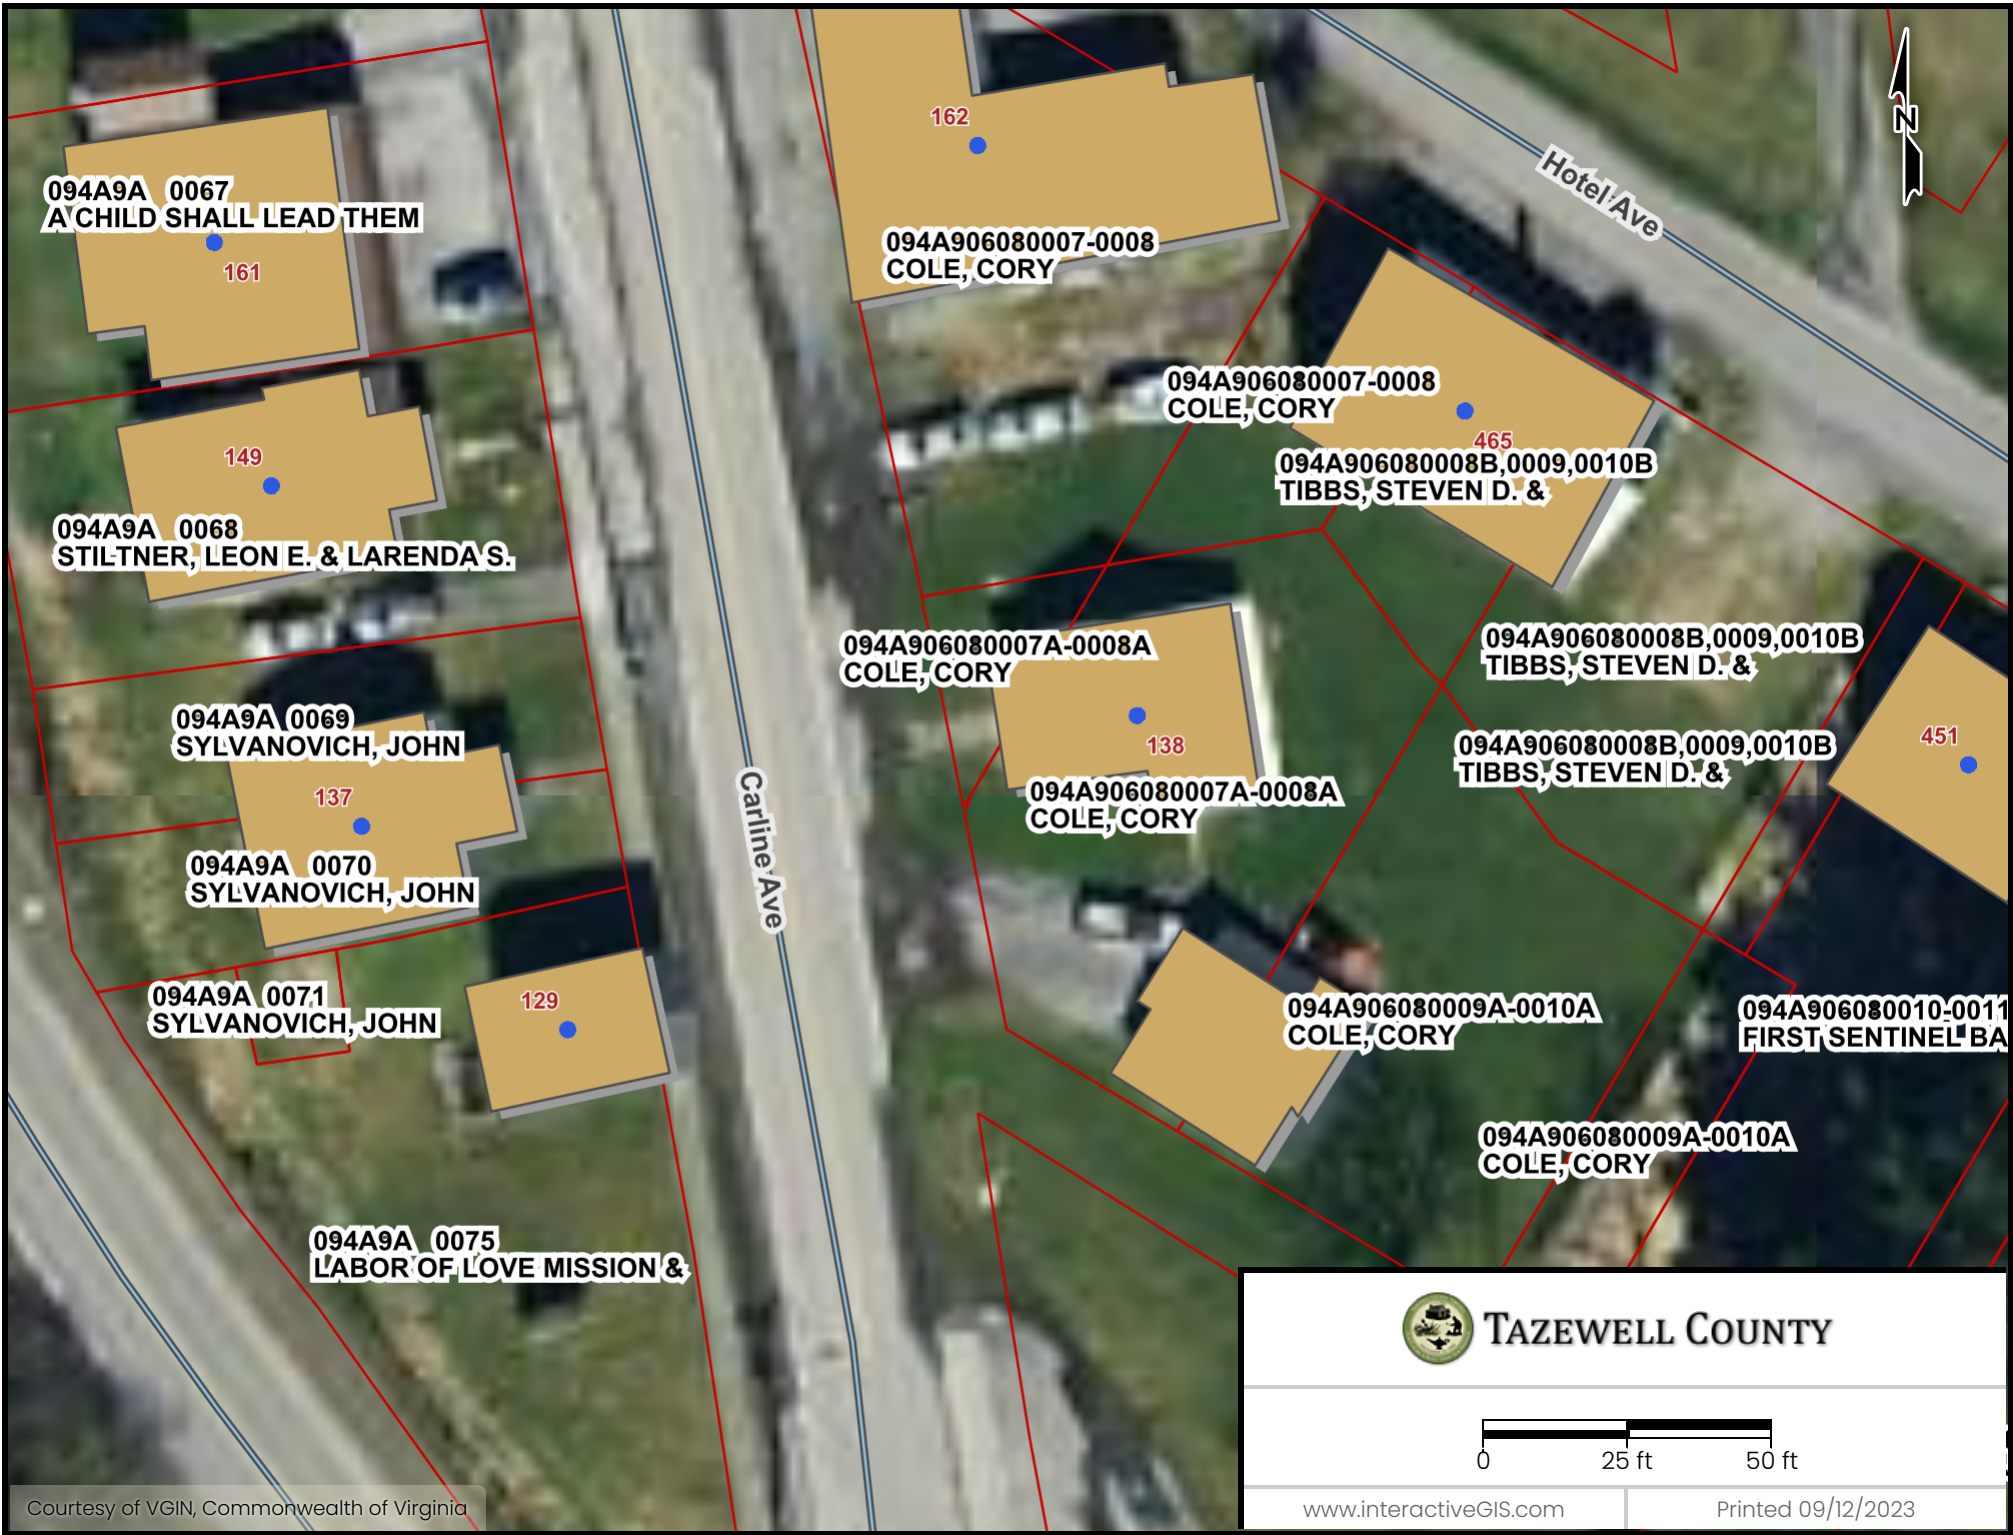 N
162
Hotel Ave
094A9A 0067
A CHILD SHALL LEAD THEM
161
094A906080007-0008
COLE, CORY
094A906080007-0008
COLE, CORY
465
094A906080008B,0009,0010B
TIBBS, STEVEN D. &
149
094A9A 0068
STILTNER, LEON E. & LARENDA S.
094A906080007A-0008A
COLE, CORY
094A906080008B,0009,0010B
TIBBS, STEVEN D. &
094A9A 0069
SYLVANOVICH, JOHN
138
094A906080008B,0009,0010B
TIBBS, STEVEN D. &
451
137
094A906080007A-0008A
COLE, CORY
Carline Ave
094A9A 0070
SYLVANOVICH, JOHN
094A9A 0071
SYLVANOVICH, JOHN
129
094A906080009A-0010A
COLE, CORY
094A906080010-0011
FIRST SENTINEL BA
094A906080009A-0010A
COLE, CORY
094A9A 0075
LABOR OF LOVE MISSION &
TAZEWELL COUNTY
0 25 ft 50 ft
www.interactiveGIS.com
Printed 09/12/2023
Courtesy of VGIN, Commonwealth of Virginia